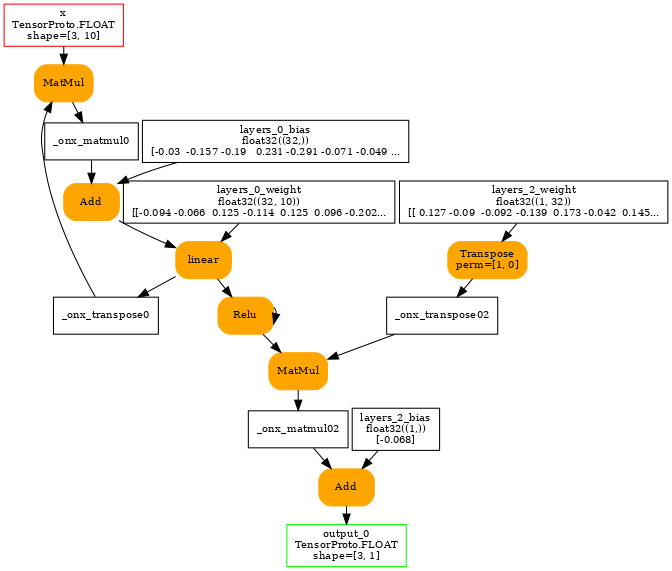 x
TensorProto.FLOAT
shape=[3, 10]
MatMul
_onx_matmul0
layers_0_bias
float32((32,))
[-0.03 -0.157 -0.19 0.231 -0.291 -0.071 -0.049 ...
Add
layers_0_weight
float32((32, 10))
[[-0.094 -0.066 0.125 -0.114 0.125 0.096 -0.202...
layers_2_weight
float32((1, 32))
[[ 0.127 -0.09 -0.092 -0.139 0.173 -0.042 0.145...
linear
Transpose
perm=[1, 0]
_onx_transpose0
Relu
_onx_transpose02
MatMul
_onx_matmul02
layers_2_bias
float32((1,))
[-0.068]
Add
output_0
TensorProto.FLOAT
shape=[3, 1]